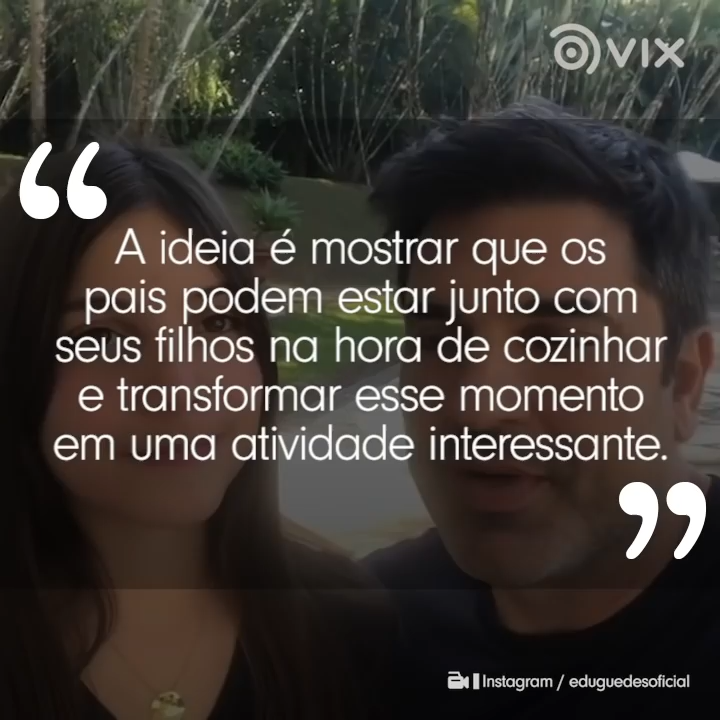 VIX
“
A ideia é mostrar que os
pais podem estar junto com
seus filhos na hora de cozinhar
e transformar esse momento
em uma atividade interessante.
”
Instagram / eduguedesoficial